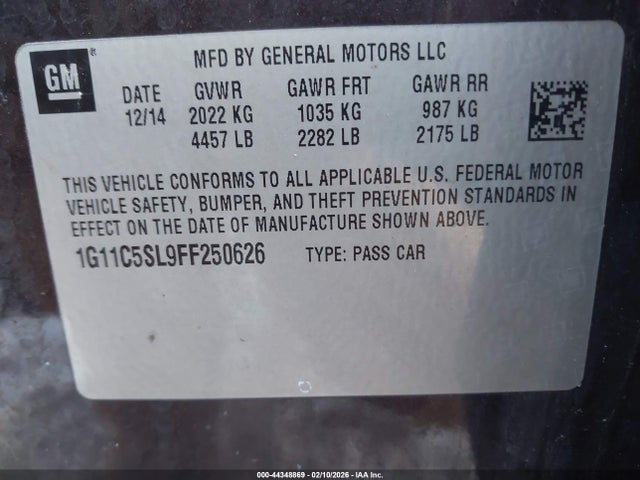 GM
MFD BY GENERAL MOTORS LLC
DATE GVWR GAWR FRT GAWR RR
12/14 2022 KG 1035 KG 987 KG
4457 LB 2282 LB 2175 LB
THIS VEHICLE CONFORMS TO ALL APPLICABLE U.S. FEDERAL MOTOR
VEHICLE SAFETY, BUMPER, AND THEFT PREVENTION STANDARDS IN
EFFECT ON THE DATE OF MANUFACTURE SHOWN ABOVE.
1G11C5SL9FF250626 TYPE: PASS CAR
000-44348869 - 02/10/2026 - IAA Inc.